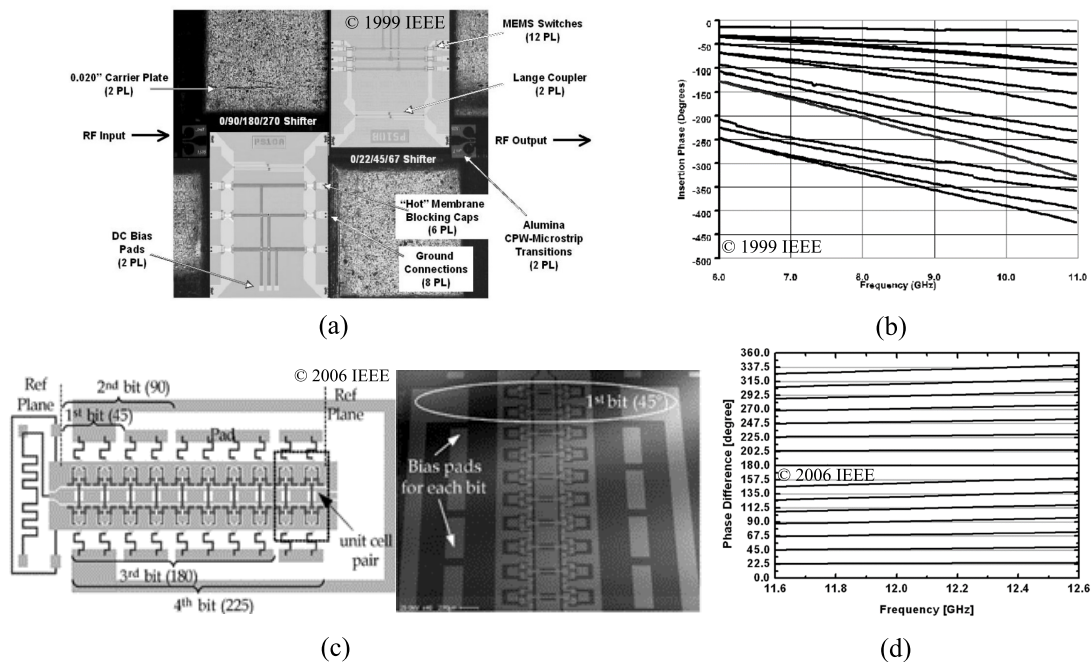 © 1999 IEEE
MEMS Switches
(12 PL)
0.020" Carrier Plate
(2 PL)
Lange Coupler
(2 PL)
0/90/180/270 Shifter
RF Input
RF Output
0/22/45/67 Shifter
"Hot" Membrane
Blocking Caps
(6 PL)
DC Bias
Pads
(2 PL)
Ground
Connections
(8 PL)
Alumina
CPW-Microstrip
Transitions
(2 PL)
(a)
Insertion Phase (Degrees)
0
-50
-100
-150
-200
-250
-300
-350
-400
-450
-500
© 1999 IEEE
6.0 7.0 8.0 9.0 10.0 11.0
Frequency (GHz)
(b)
© 2006 IEEE
Ref
Plane
2nd bit (90)
1st bit (45)
Ref
Plane
Pad
unit cell
pair
3rd bit (180)
4th bit (225)
1st bit (45°)
Bias pads
for each bit
(c)
Phase Difference [degree]
360.0
337.5
315.0
292.5
270.0
247.5
225.0
202.5
180.0
157.5
135.0
112.5
90.0
67.5
45.0
22.5
0.0
© 2006 IEEE
11.6 11.8 12.0 12.2 12.4 12.6
Frequency [GHz]
(d)